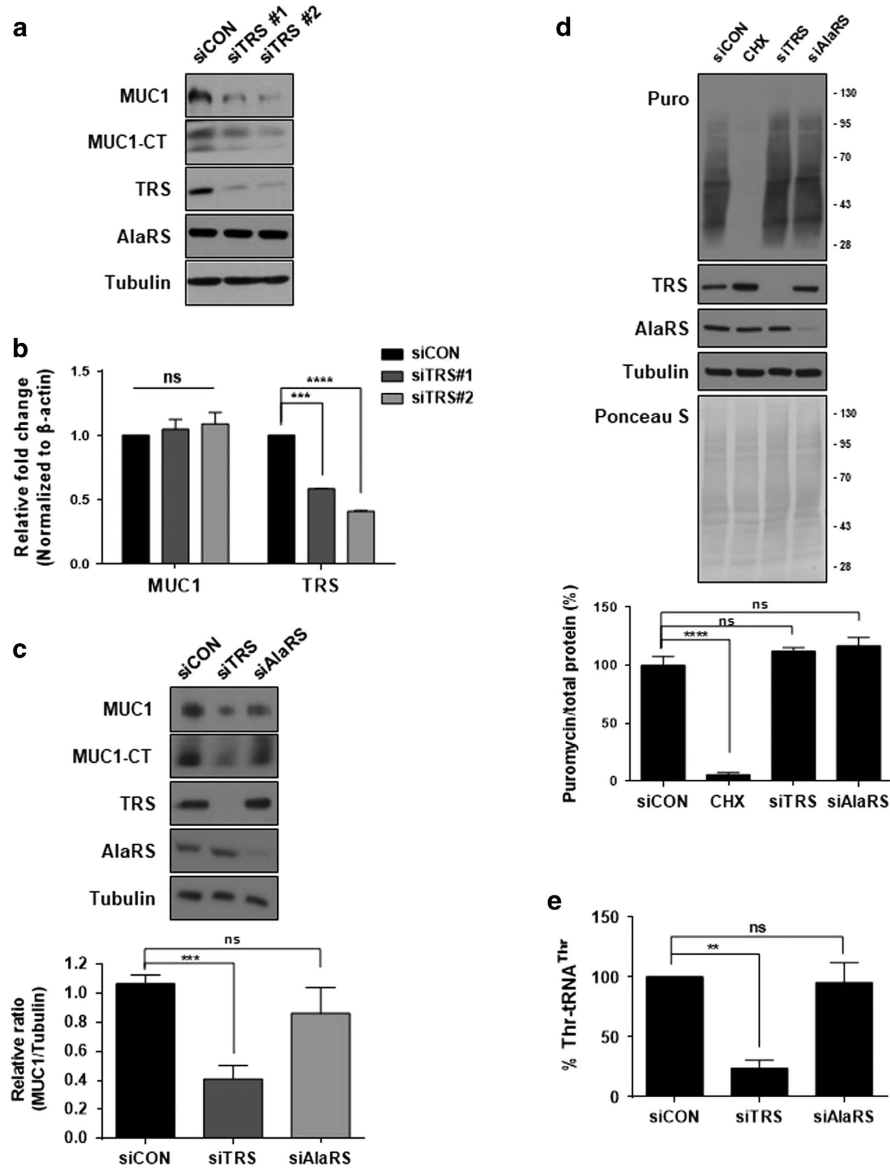 a
siCON siTRS #1 siTRS #2
MUC1
MUC1-CT
TRS
AlaRS
Tubulin
b
siCON
siTRS#1
siTRS#2
Relative fold change
(Normalized to β-actin)
1.5
1.0
0.5
0.0
ns
***
****
MUC1 TRS
c
siCON siTRS siAlaRS
MUC1
MUC1-CT
TRS
AlaRS
Tubulin
Relative ratio
(MUC1/Tubulin)
1.2
1.0
0.8
0.6
0.4
0.2
0.0
ns
***
siCON siTRS siAlaRS
d
siCON CHX siTRS siAlaRS
Puro
- 130
- 95
- 70
- 43
- 28
TRS
AlaRS
Tubulin
Ponceau S
- 130
- 95
- 70
- 43
- 28
Puromycin/total protein (%)
150
100
50
0
ns
ns
****
siCON CHX siTRS siAlaRS
e
% Thr-tRNA^Thr
150
100
50
0
ns
**
siCON siTRS siAlaRS